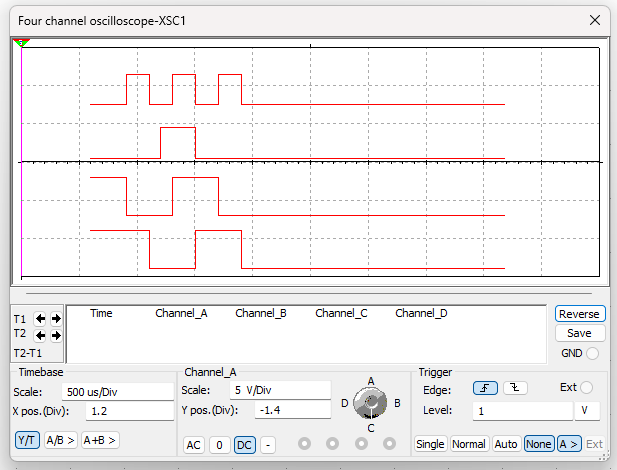 Four channel oscilloscope-XSC1
Time Channel_A Channel_B Channel_C Channel_D
T1
T2
T2-T1
Reverse
Save
GND
Timebase
Scale: 500 us/Div
X pos.(Div): 1.2
Y/T A/B > A+B >
Channel_A
Scale: 5 V/Div
Y pos.(Div): -1.4
AC 0 DC -
A
D B
C
Trigger
Edge: Ext
Level: 1 V
Single Normal Auto None A > Ext